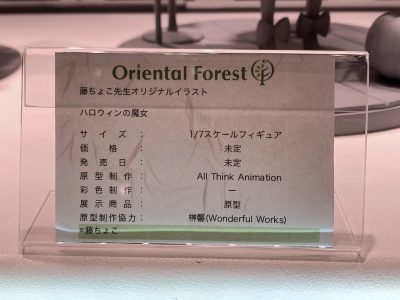 Oriental Forest
藤ちょこ先生オリジナルイラスト
ハロウィンの魔女
サイズ： 1/7スケールフィギュア
価格： 未定
発売日： 未定
原型制作： All Think Animation
彩色制作： ー
展示商品： 原型
原型制作協力： 榊馨(Wonderful Works)
©藤ちょこ